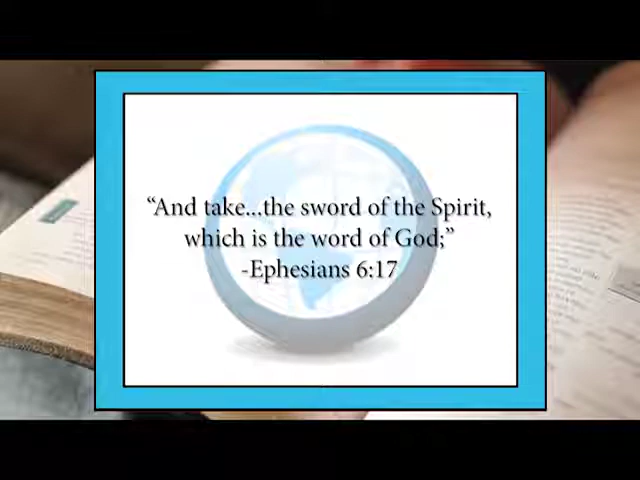 “And take...the sword of the Spirit,
which is the word of God;”
-Ephesians 6:17